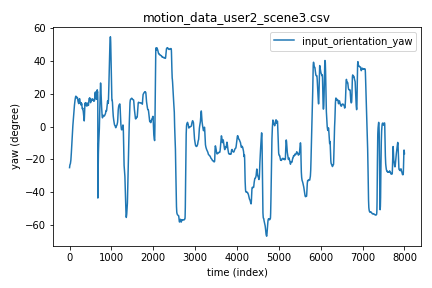 motion_data_user2_scene3.csv
input_orientation_yaw
yaw (degree)
60
40
20
0
−20
−40
−60
0 1000 2000 3000 4000 5000 6000 7000 8000
time (index)